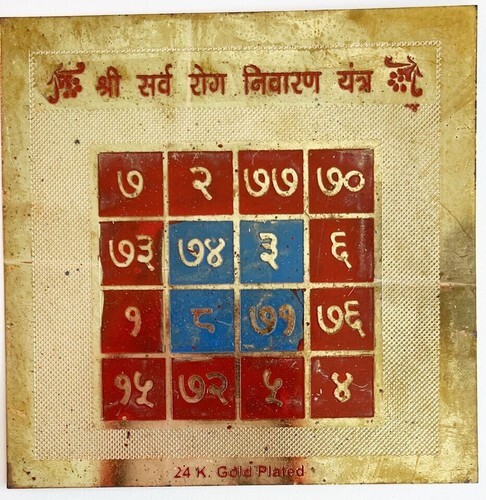 श्री सर्व रोग निवारण यंत्र
७ २ ७७ ७०
७३ ७४ ३ ६
१ ८ ७१ ७६
१५ ७२ ५ ४
24 K. Gold Plated